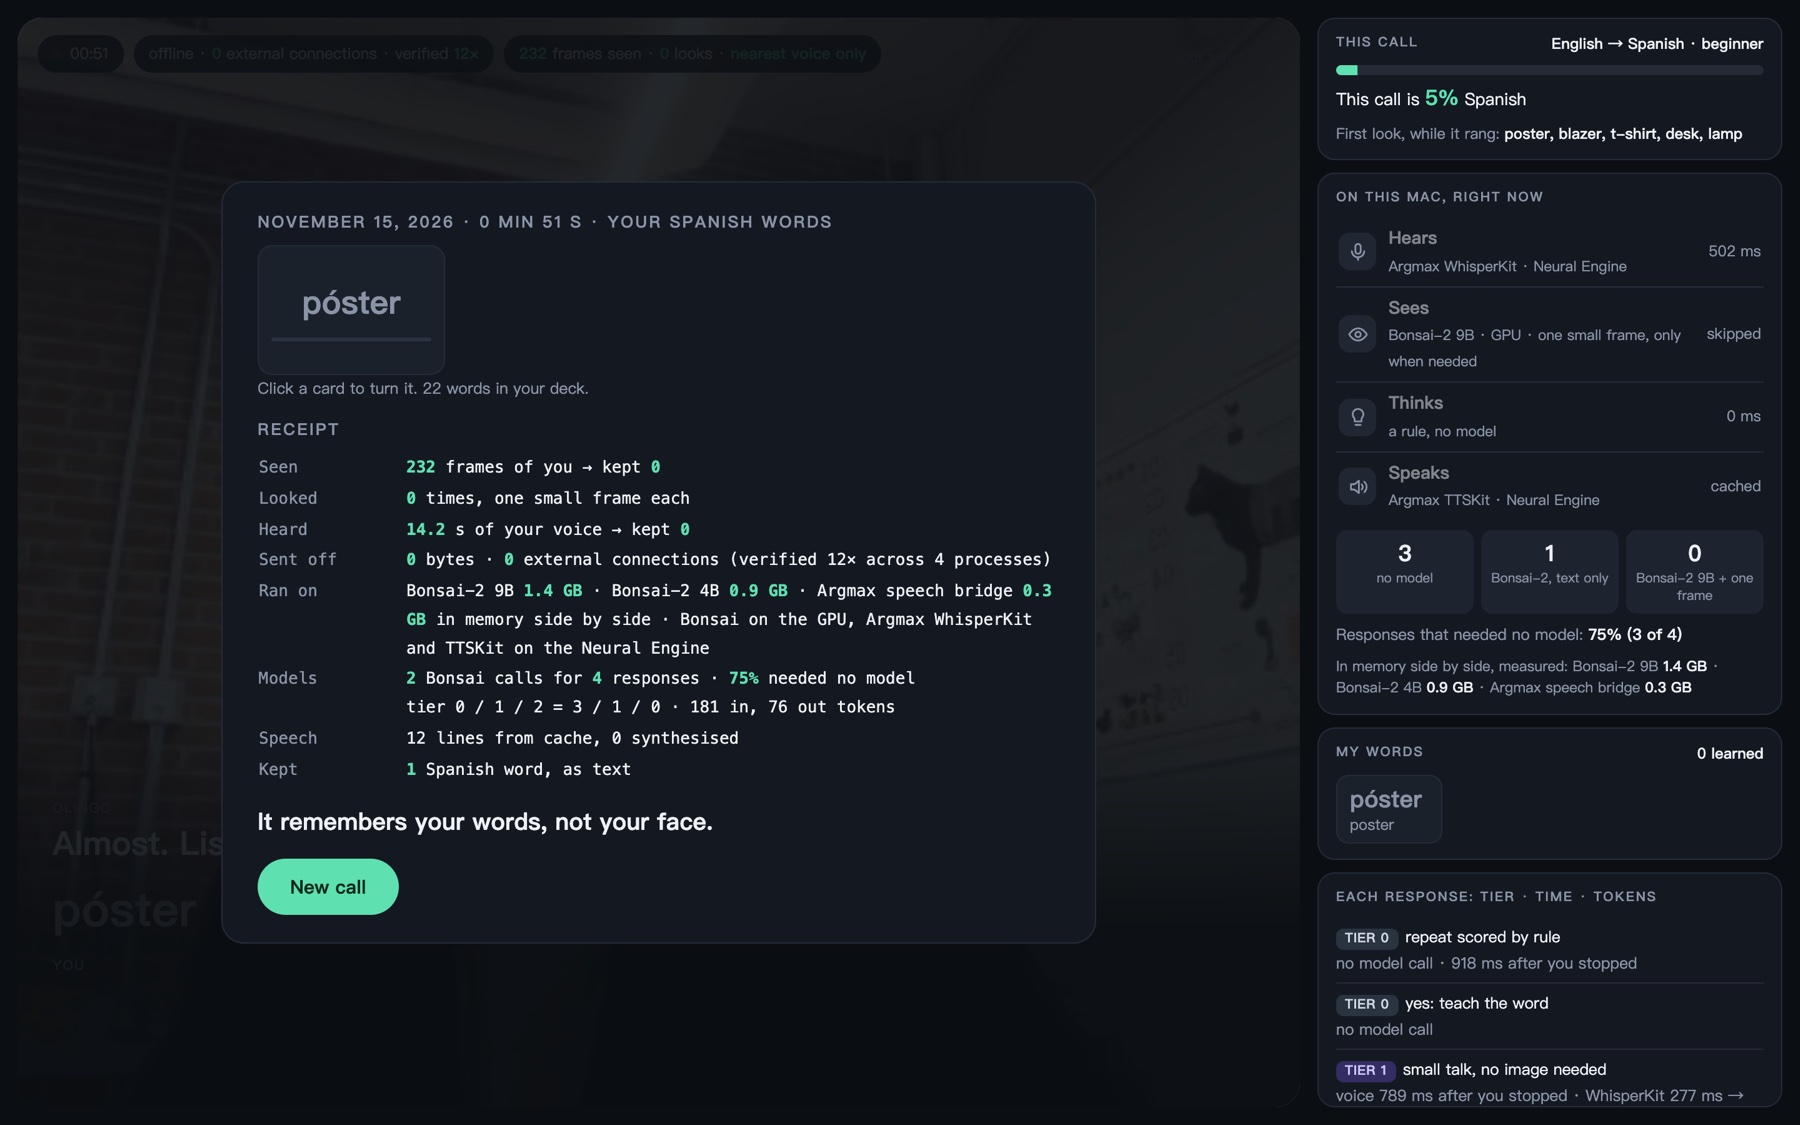 00:51
offline · 0 external connections · verified 12×
232 frames seen · 0 looks · nearest voice only
NOVEMBER 15, 2026 · 0 MIN 51 S · YOUR SPANISH WORDS
póster
Click a card to turn it. 22 words in your deck.
RECEIPT
Seen 232 frames of you → kept 0
Looked 0 times, one small frame each
Heard 14.2 s of your voice → kept 0
Sent off 0 bytes · 0 external connections (verified 12× across 4 processes)
Ran on Bonsai-2 9B 1.4 GB · Bonsai-2 4B 0.9 GB · Argmax speech bridge 0.3
GB in memory side by side · Bonsai on the GPU, Argmax WhisperKit
and TTSKit on the Neural Engine
Models 2 Bonsai calls for 4 responses · 75% needed no model
tier 0 / 1 / 2 = 3 / 1 / 0 · 181 in, 76 out tokens
Speech 12 lines from cache, 0 synthesised
Kept 1 Spanish word, as text
It remembers your words, not your face.
New call
Almost. Lis
póster
YOU
THIS CALL English → Spanish · beginner
This call is 5% Spanish
First look, while it rang: poster, blazer, t-shirt, desk, lamp
ON THIS MAC, RIGHT NOW
Hears
Argmax WhisperKit · Neural Engine
502 ms
Sees
Bonsai-2 9B · GPU · one small frame, only
when needed
skipped
Thinks
a rule, no model
0 ms
Speaks
Argmax TTSKit · Neural Engine
cached
3
no model
1
Bonsai-2, text only
0
Bonsai-2 9B + one
frame
Responses that needed no model: 75% (3 of 4)
In memory side by side, measured: Bonsai-2 9B 1.4 GB ·
Bonsai-2 4B 0.9 GB · Argmax speech bridge 0.3 GB
MY WORDS 0 learned
póster
poster
EACH RESPONSE: TIER · TIME · TOKENS
TIER 0 repeat scored by rule
no model call · 918 ms after you stopped
TIER 0 yes: teach the word
no model call
TIER 1 small talk, no image needed
voice 789 ms after you stopped · WhisperKit 277 ms →